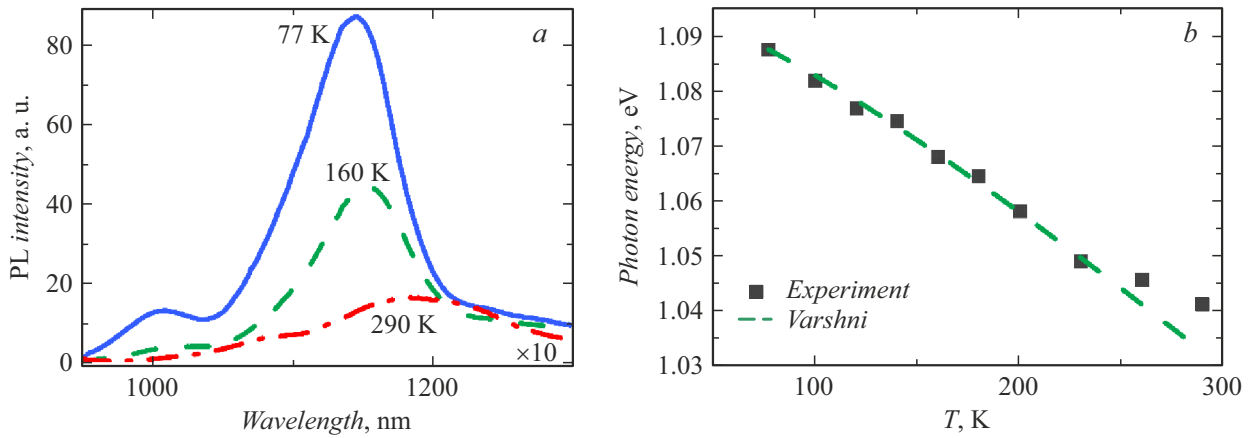 a
77 K
160 K
290 K
×10
80
60
40
20
0
PL intensity, a. u.
1000
1200
Wavelength, nm
b
1.09
1.08
1.07
1.06
1.05
1.04
1.03
Photon energy, eV
Experiment
Varshni
100
200
300
T, K